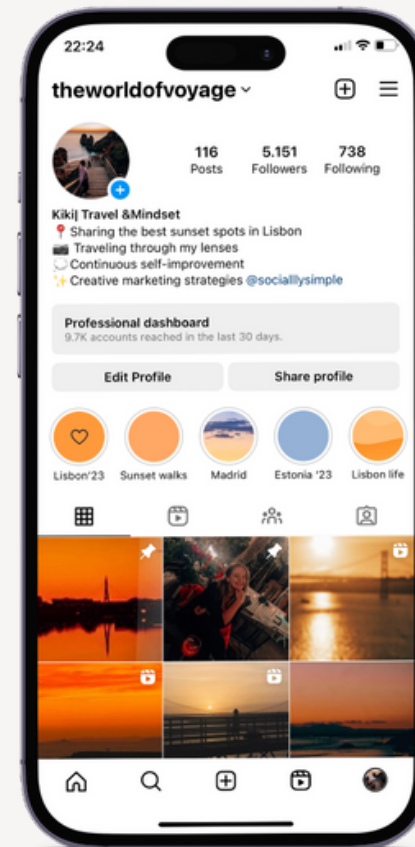 22:24
theworldofvoyage
116 5.151 738
Posts Followers Following
Kiki| Travel &Mindset
📍 Sharing the best sunset spots in Lisbon
📷 Traveling through my lenses
💭 Continuous self-improvement
✨ Creative marketing strategies @sociallysimple
Professional dashboard
9.7K accounts reached in the last 30 days.
Edit Profile Share profile
Lisbon'23 Sunset walks Madrid Estonia '23 Lisbon life